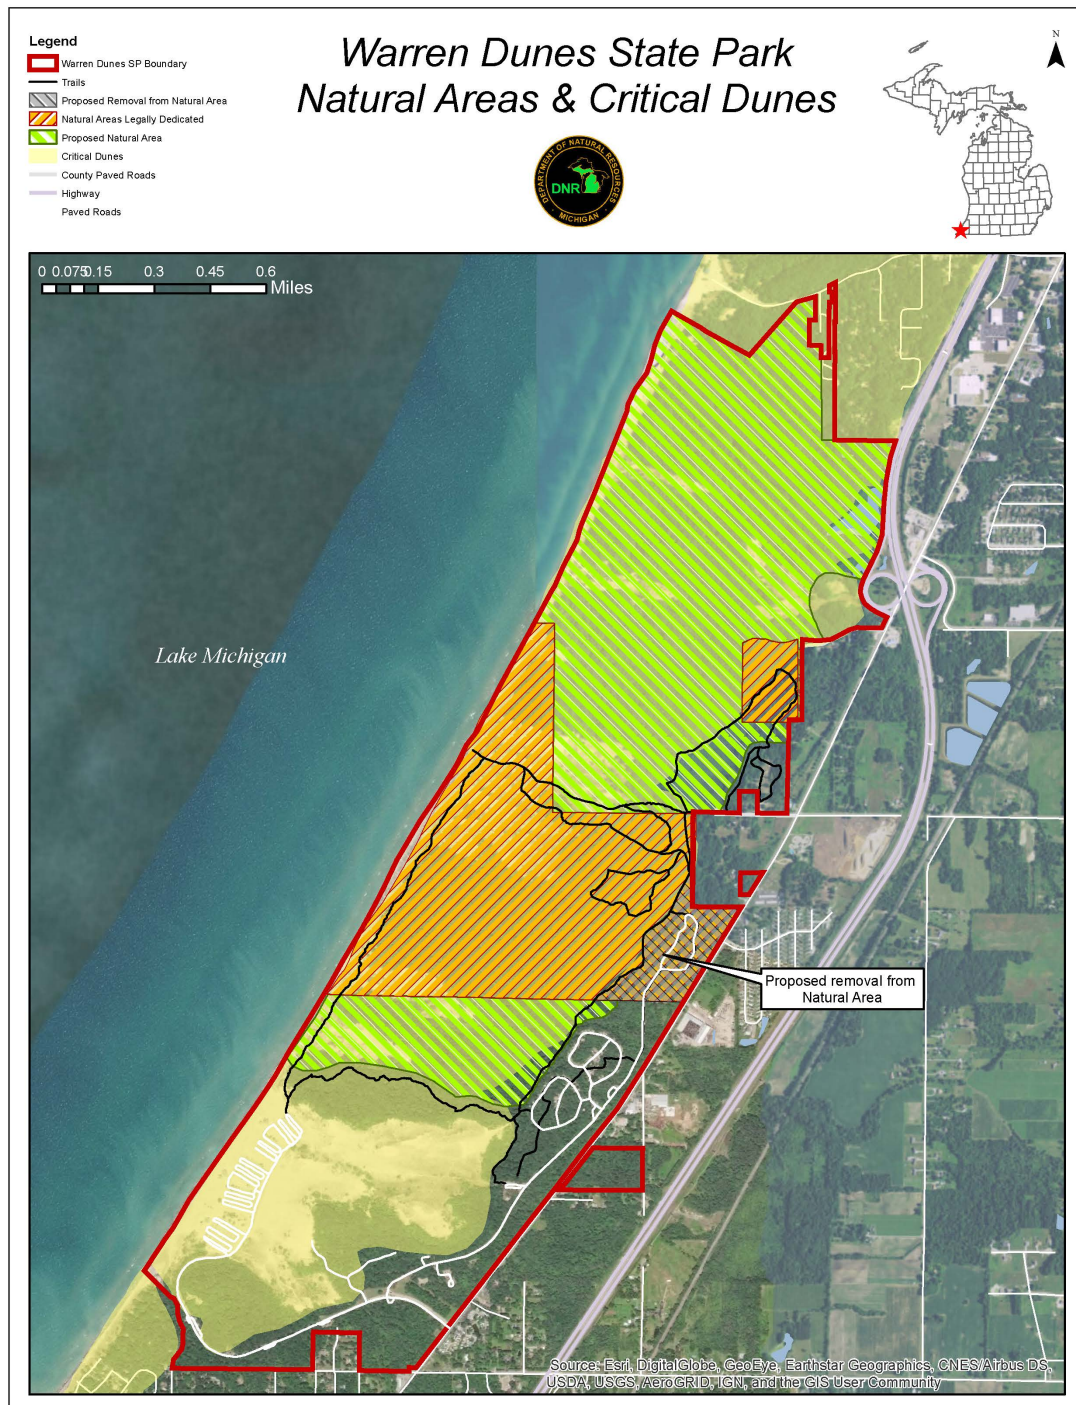 Legend
Warren Dunes SP Boundary
Trails
Proposed Removal from Natural Area
Natural Areas Legally Dedicated
Proposed Natural Area
Critical Dunes
County Paved Roads
Highway
Paved Roads
Warren Dunes State Park
Natural Areas & Critical Dunes
DEPARTMENT OF NATURAL RESOURCES
DNR
MICHIGAN
N
0 0.075 0.15 0.3 0.45 0.6
Miles
Lake Michigan
Proposed removal from
Natural Area
Source: Esri, DigitalGlobe, GeoEye, Earthstar Geographics, CNES/Airbus DS,
USDA, USGS, AeroGRID, IGN, and the GIS User Community